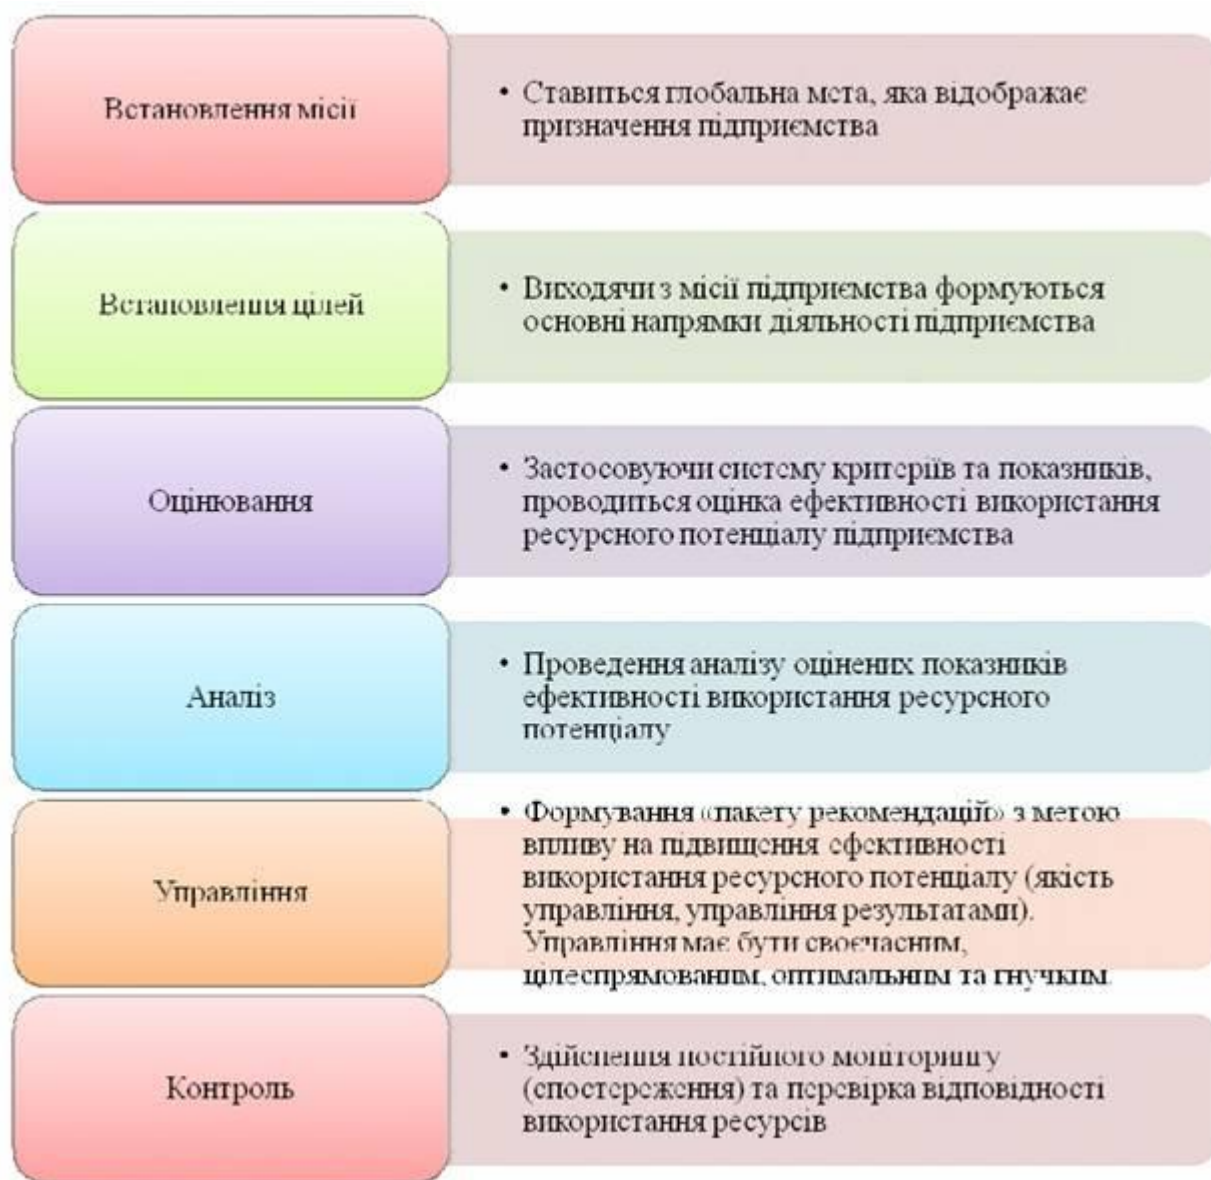 Встановлення місії
• Ставиться глобальна мета, яка відображає
призначення підприємства
Встановлення цілей
• Виходячи з місії підприємства формуються
основні напрямки діяльності підприємства
Оцінювання
• Застосовуючи систему критеріїв та показників,
проводиться оцінка ефективності використання
ресурсного потенціалу підприємства
Аналіз
• Проведення аналізу оцінених показників
ефективності використання ресурсного
потенціалу
Управління
• Формування «пакету рекомендацій» з метою
впливу на підвищення ефективності
використання ресурсного потенціалу (якість
управління, управління результатами).
Управління має бути своєчасним,
цілеспрямованим, оптимальним та гнучким.
Контроль
• Здійснення постійного моніторингу
(спостереження) та перевірка відповідності
використання ресурсів